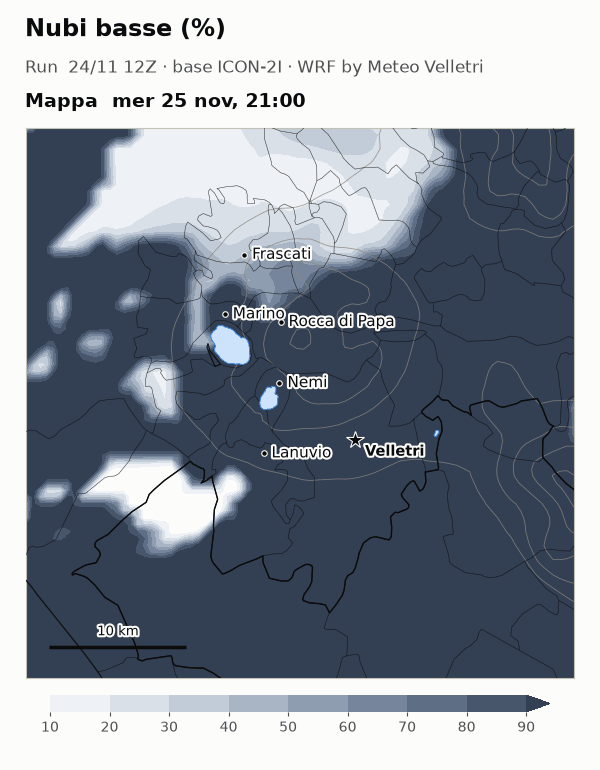 Nubi basse (%)
Run  24/11 12Z · base ICON-2I · WRF by Meteo Velletri
Mappa  mer 25 nov, 21:00
Frascati
Marino
Rocca di Papa
Nemi
Velletri
Lanuvio
10 km
10 20 30 40 50 60 70 80 90